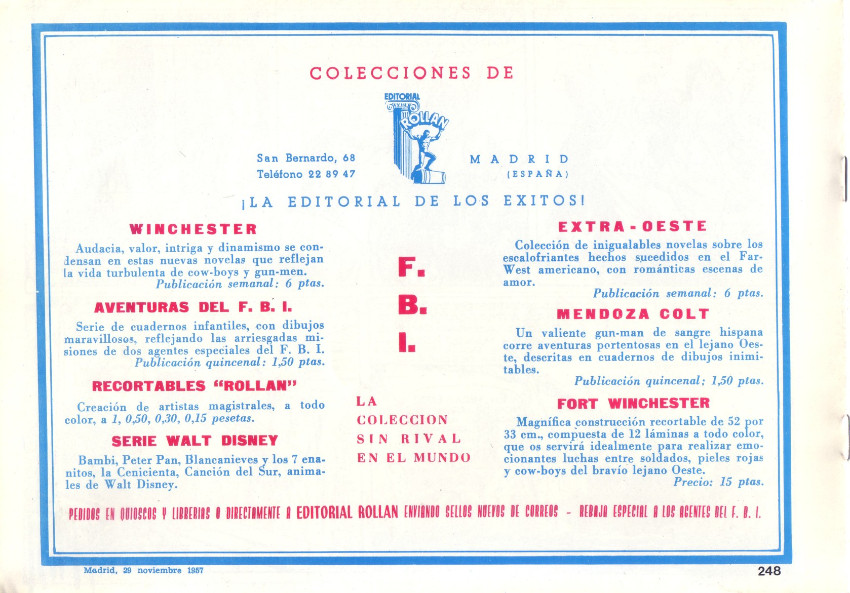 COLECCIONES DE
EDITORIAL
ROLLAN
San Bernardo, 68
Teléfono 22 89 47
MADRID
(ESPAÑA)
¡LA EDITORIAL DE LOS EXITOS!
WINCHESTER
Audacia, valor, intriga y dinamismo se con-
densan en estas nuevas novelas que reflejan
la vida turbulenta de cow-boys y gun-men.
Publicación semanal: 6 ptas.
AVENTURAS DEL F. B. I.
Serie de cuadernos infantiles, con dibujos
maravillosos, reflejando las arriesgadas mi-
siones de dos agentes especiales del F. B. I.
Publicación quincenal: 1,50 ptas.
RECORTABLES “ROLLAN”
Creación de artistas magistrales, a todo
color, a 1, 0,50, 0,30, 0,15 pesetas.
SERIE WALT DISNEY
Bambi, Peter Pan, Blancanieves y los 7 ena-
nitos, la Cenicienta, Canción del Sur, anima-
les de Walt Disney.
F.
B.
I.
LA
COLECCION
SIN RIVAL
EN EL MUNDO
EXTRA-OESTE
Colección de inigualables novelas sobre los
escalofriantes hechos sucedidos en el Far-
West americano, con románticas escenas de
amor.
Publicación semanal: 6 ptas.
MENDOZA COLT
Un valiente gun-man de sangre hispana
corre aventuras portentosas en el lejano Oes-
te, descritas en cuadernos de dibujos inimi-
tables.
Publicación quincenal; 1,50 ptas.
FORT WINCHESTER
Magnífica construcción recortable de 52 por
33 cm., compuesta de 12 láminas a todo color,
que os servirá idealmente para realizar emo-
cionantes luchas entre soldados, pieles rojas
y cow-boys del bravío lejano Oeste.
Precio: 15 ptas.
PEDIDOS EN QUIOSCOS Y LIBRERIAS O DIRECTAMENTE A EDITORIAL ROLLAN ENVIANDO SELLOS NUEVOS DE CORREOS - REBAJA ESPECIAL A LOS AGENTES DEL F. B. I.
Madrid, 29 noviembre 1957
248